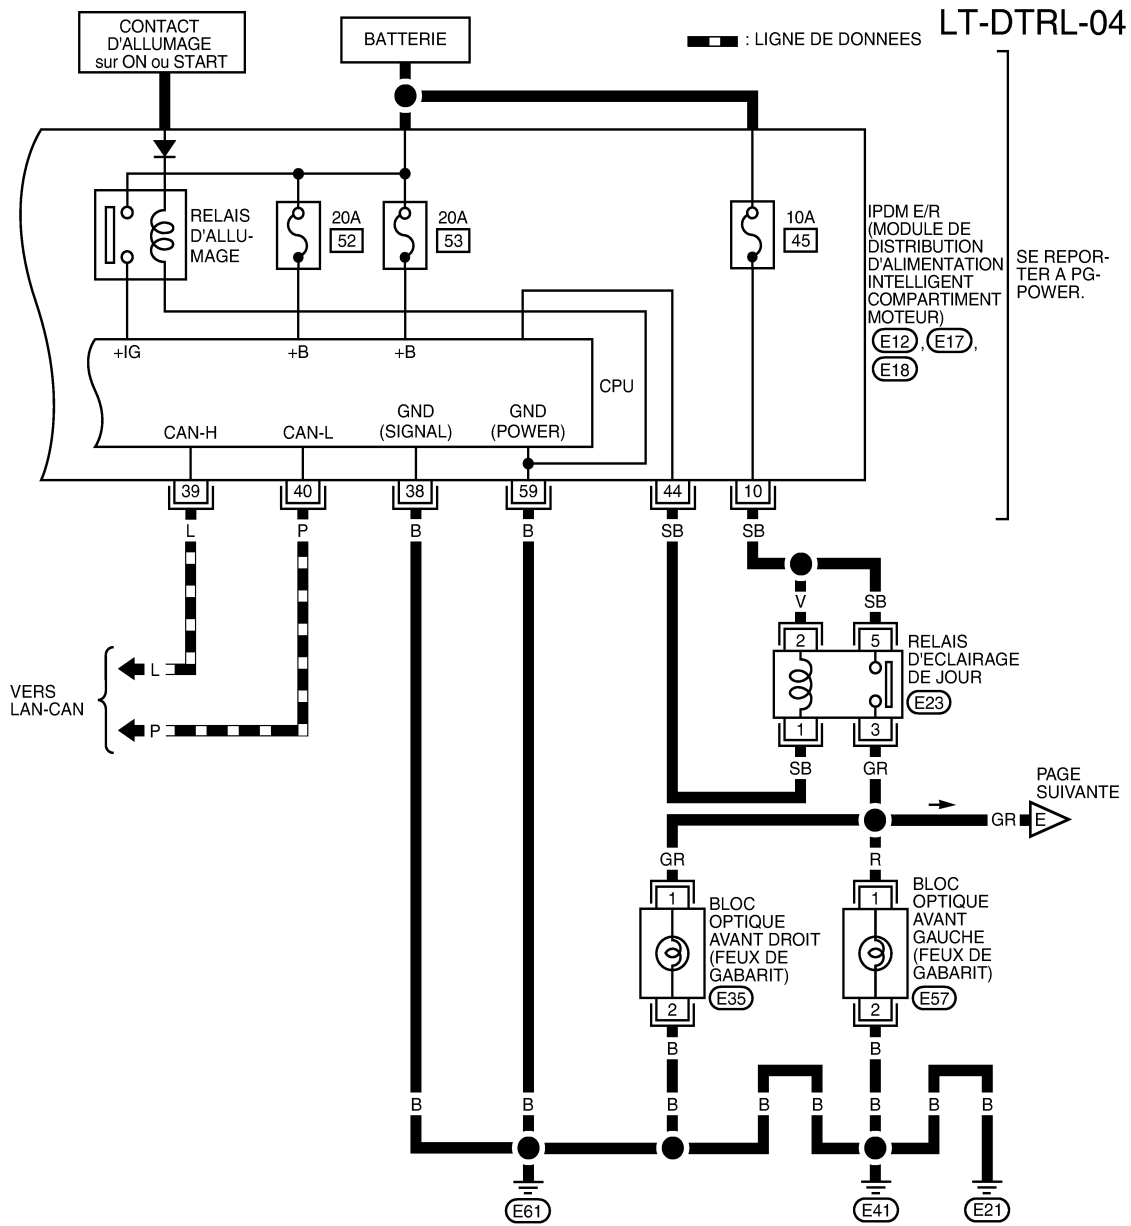 LT-DTRL-04
CONTACT
D'ALLUMAGE
sur ON ou START
BATTERIE
: LIGNE DE DONNEES
RELAIS
D'ALLU-
MAGE
20A
52
20A
53
10A
45
IPDM E/R
(MODULE DE
DISTRIBUTION
D'ALIMENTATION
INTELLIGENT
COMPARTIMENT
MOTEUR)
E12 , E17 ,
E18
SE REPOR-
TER A PG-
POWER.
+IG
+B
+B
CPU
CAN-H
CAN-L
GND
(SIGNAL)
GND
(POWER)
39
40
38
59
44
10
L
P
B
B
SB
SB
V
SB
2
5
RELAIS
D'ECLAIRAGE
DE JOUR
E23
1
3
SB
GR
VERS
LAN-CAN
L
P
PAGE
SUIVANTE
GR
E
GR
R
1
1
BLOC
OPTIQUE
AVANT DROIT
(FEUX DE
GABARIT)
E35
BLOC
OPTIQUE
AVANT
GAUCHE
(FEUX DE
GABARIT)
E57
2
2
B
B
B
B
B
B
B
B
B
B
E61
E41
E21